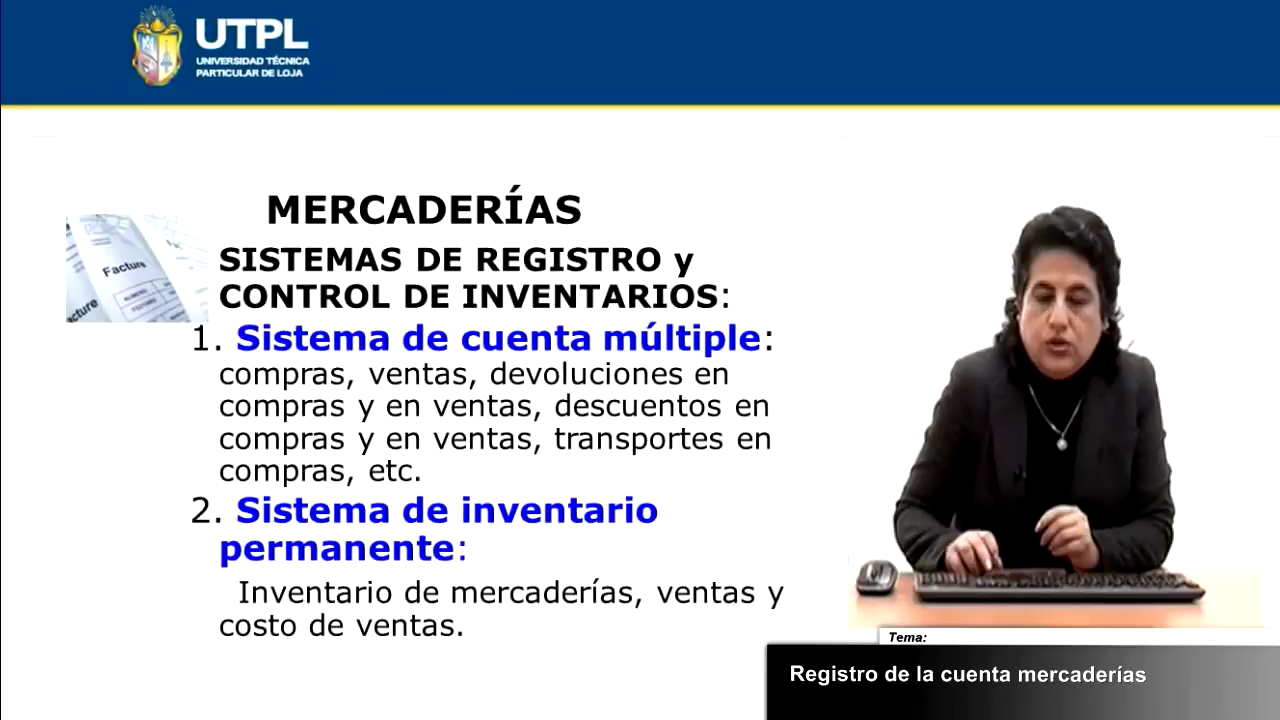 UTPL
UNIVERSIDAD TÉCNICA
PARTICULAR DE LOJA
MERCADERÍAS
Facture
cture
SISTEMAS DE REGISTRO y
CONTROL DE INVENTARIOS:
1. Sistema de cuenta múltiple:
compras, ventas, devoluciones en
compras y en ventas, descuentos en
compras y en ventas, transportes en
compras, etc.
2. Sistema de inventario
permanente:
Inventario de mercaderías, ventas y
costo de ventas.
Tema:
Registro de la cuenta mercaderías